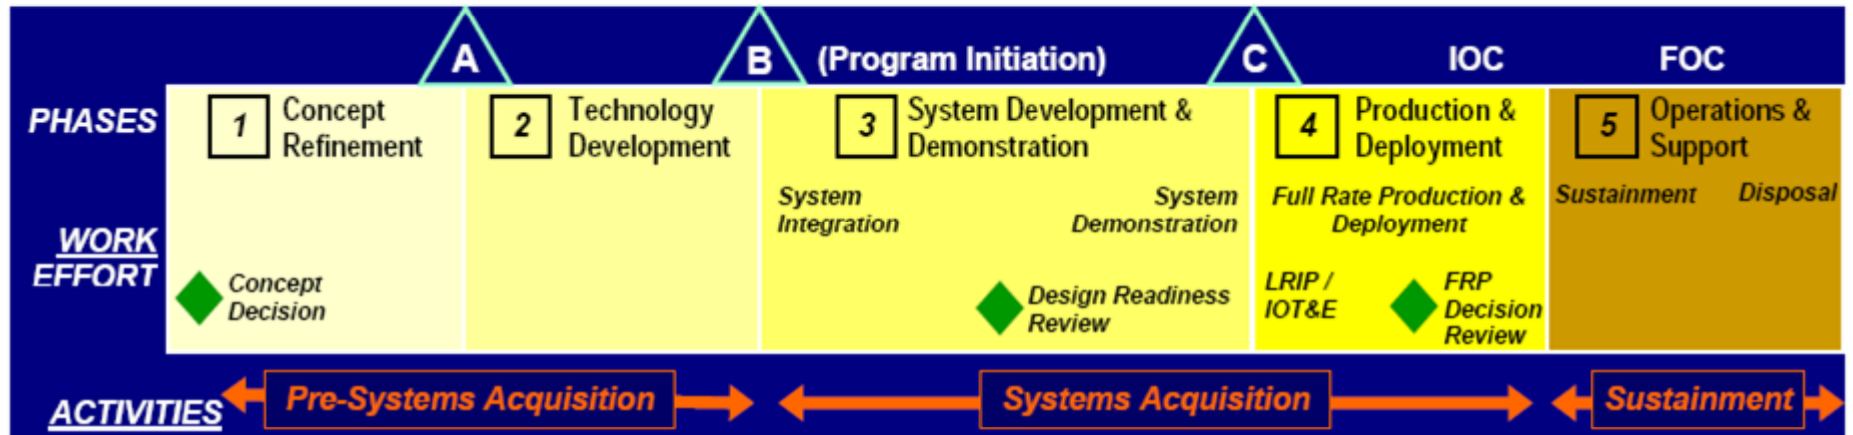 A
B
(Program Initiation)
C
IOC
FOC
PHASES
1
Concept
Refinement
2
Technology
Development
3
System Development &
Demonstration
4
Production &
Deployment
5
Operations &
Support
WORK
EFFORT
System
Integration
System
Demonstration
Full Rate Production &
Deployment
Sustainment
Disposal
Concept
Decision
Design Readiness
Review
LRIP /
IOT&E
FRP
Decision
Review
ACTIVITIES
Pre-Systems Acquisition
Systems Acquisition
Sustainment